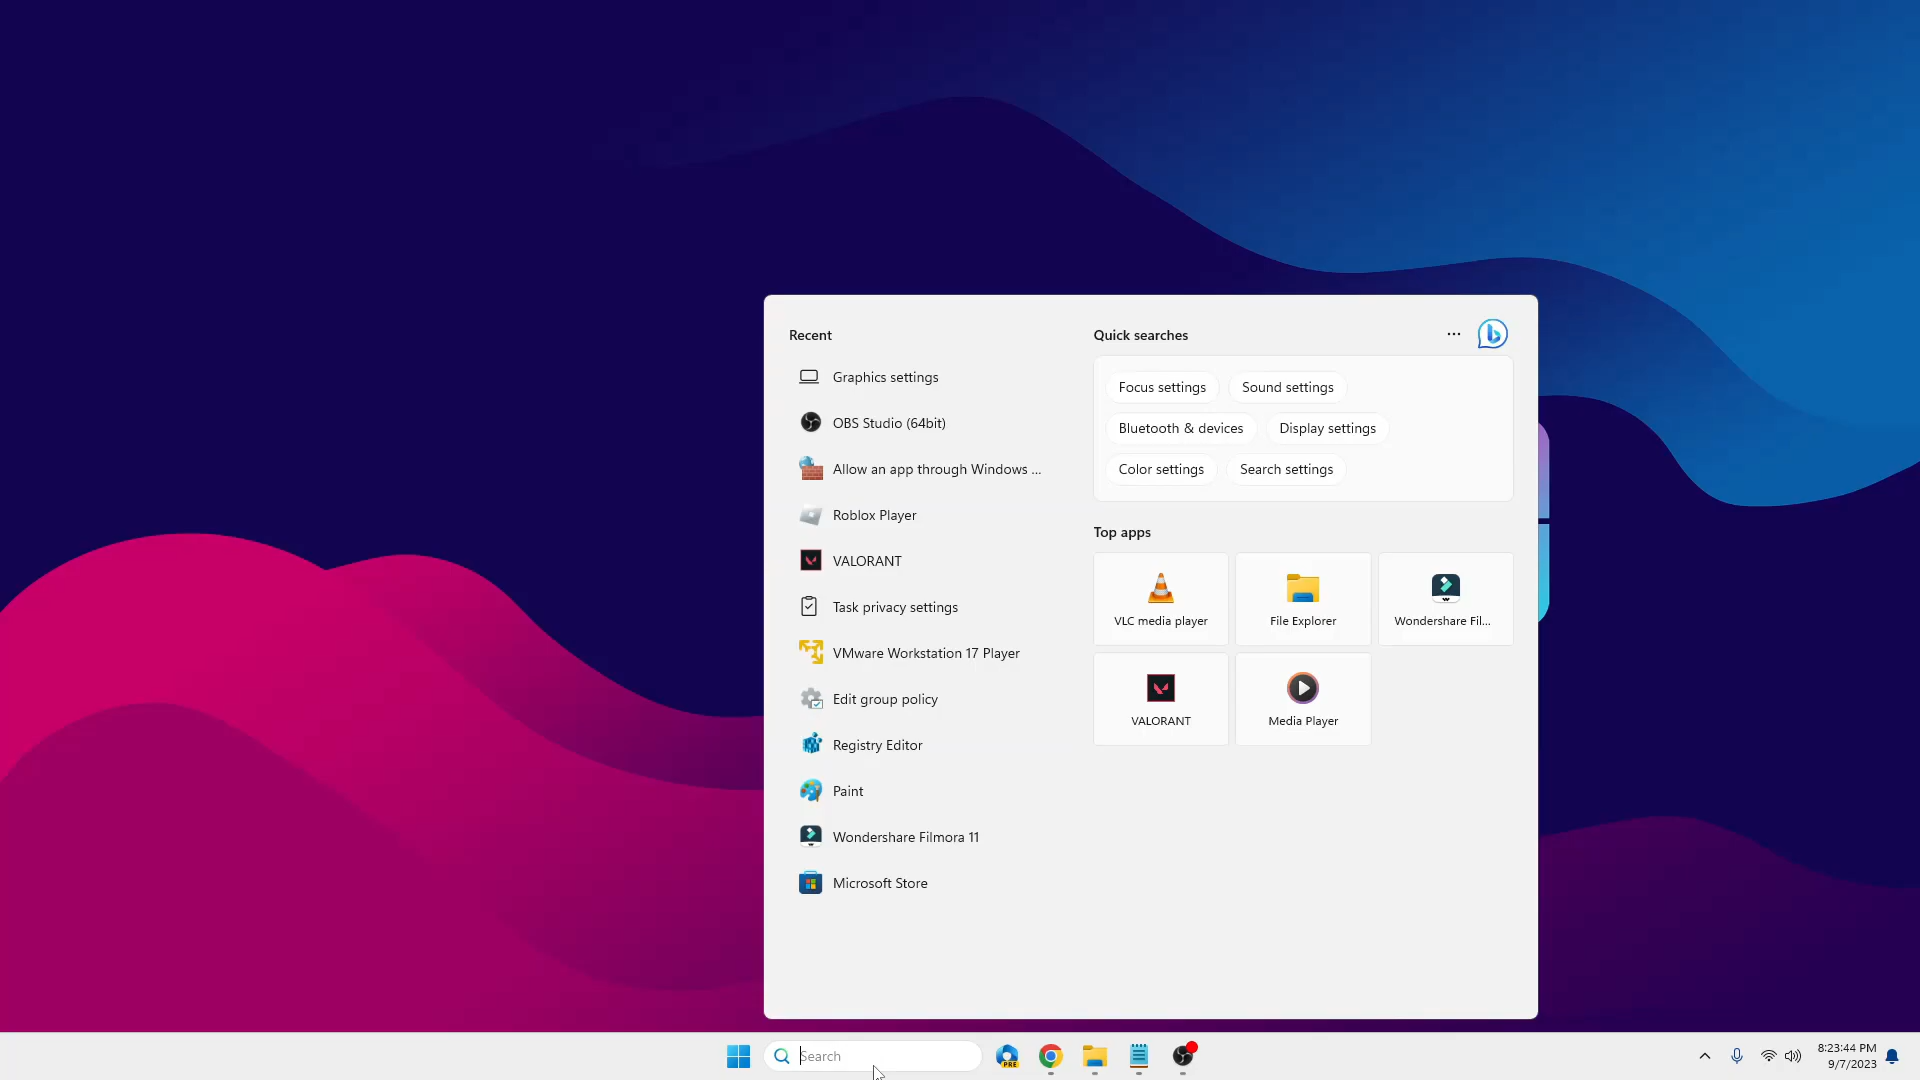 Recent
Graphics settings
OBS Studio (64bit)
Allow an app through Windows ...
Roblox Player
VALORANT
Task privacy settings
VMware Workstation 17 Player
Edit group policy
Registry Editor
Paint
Wondershare Filmora 11
Microsoft Store
Quick searches
Focus settings
Sound settings
Bluetooth & devices
Display settings
Color settings
Search settings
Top apps
VLC media player
File Explorer
Wondershare Fil...
VALORANT
Media Player
Search
PRE
8:23:44 PM
9/7/2023